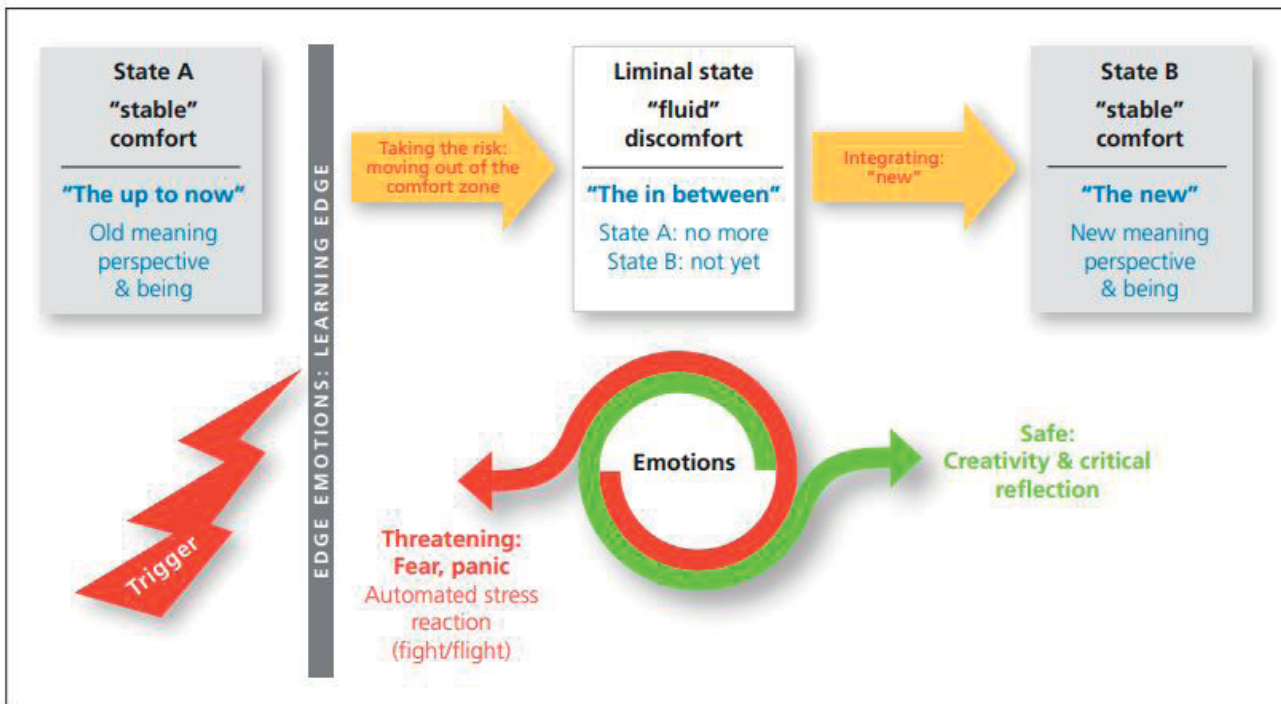 State A
“stable”
comfort
“The up to now”
Old meaning
perspective
& being
Trigger
EDGE EMOTIONS: LEARNING EDGE
Taking the risk:
moving out of the
comfort zone
Liminal state
“fluid”
discomfort
“The in between”
State A: no more
State B: not yet
Integrating:
“new”
State B
“stable”
comfort
“The new”
New meaning
perspective
& being
Emotions
Threatening:
Fear, panic
Automated stress
reaction
(fight/flight)
Safe:
Creativity & critical
reflection